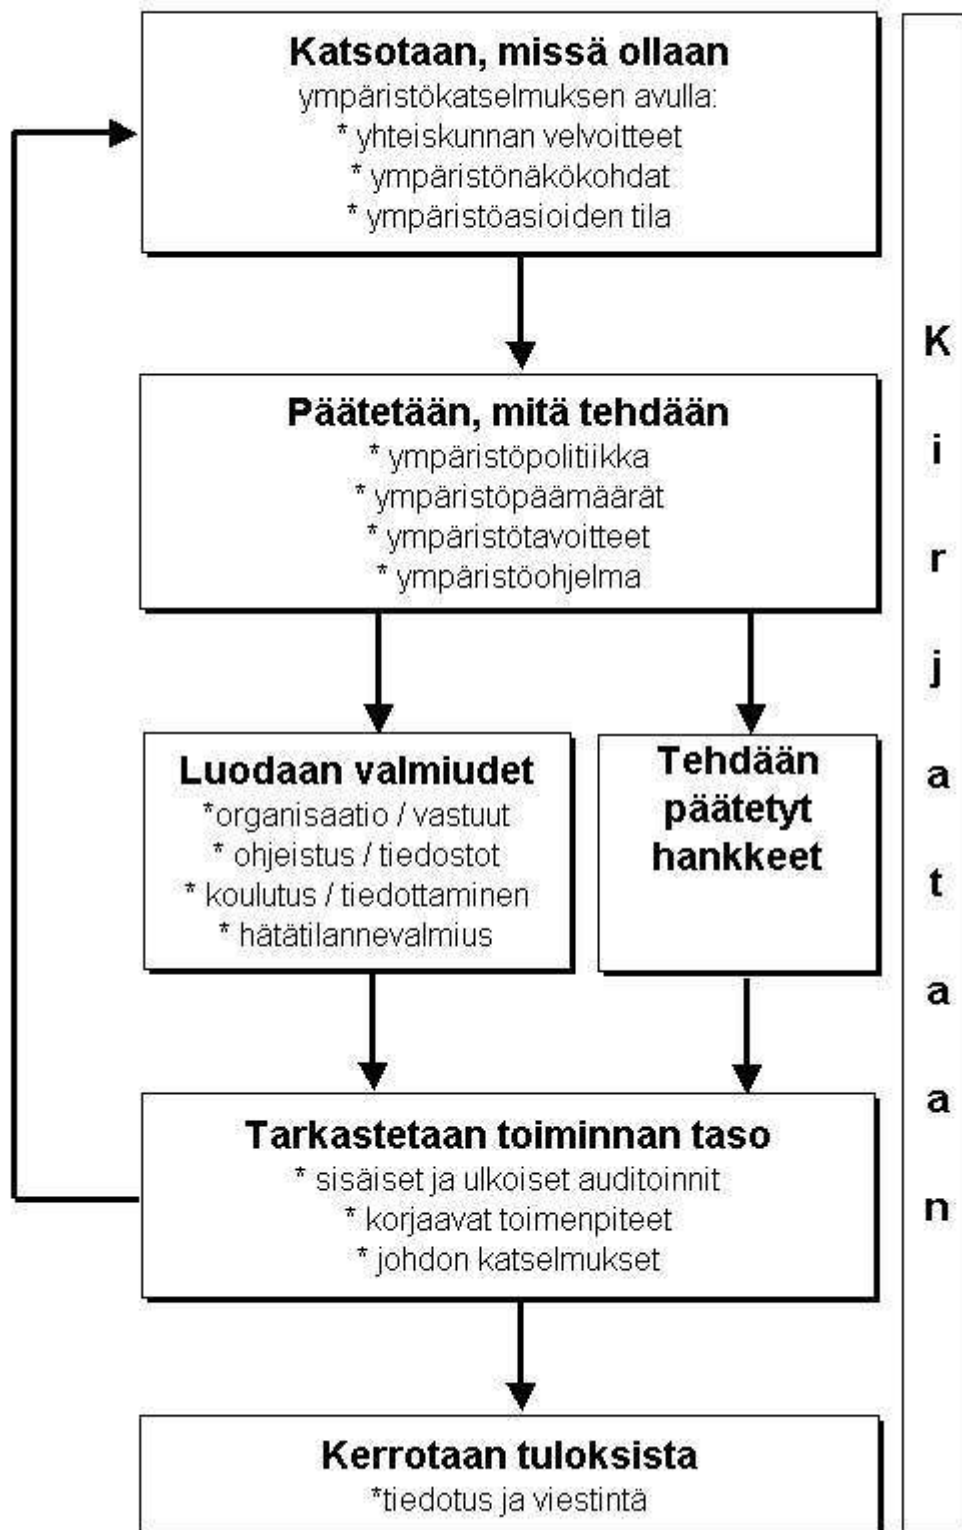 Katsotaan, missä ollaan
ympäristökatselmuksen avulla:
* yhteiskunnan velvoitteet
* ympäristönäkökohdat
* ympäristöasioiden tila
Päätetään, mitä tehdään
* ympäristöpolitiikka
* ympäristöpäämäärät
* ympäristötavoitteet
* ympäristöohjelma
Luodaan valmiudet
*organisaatio / vastuut
* ohjeistus / tiedostot
* koulutus / tiedottaminen
* hätätilannevalmius
Tehdään
päätetyt
hankkeet
Tarkastetaan toiminnan taso
* sisäiset ja ulkoiset auditoinnit
* korjaavat toimenpiteet
* johdon katselmukset
Kerrotaan tuloksista
*tiedotus ja viestintä
Kirjataan